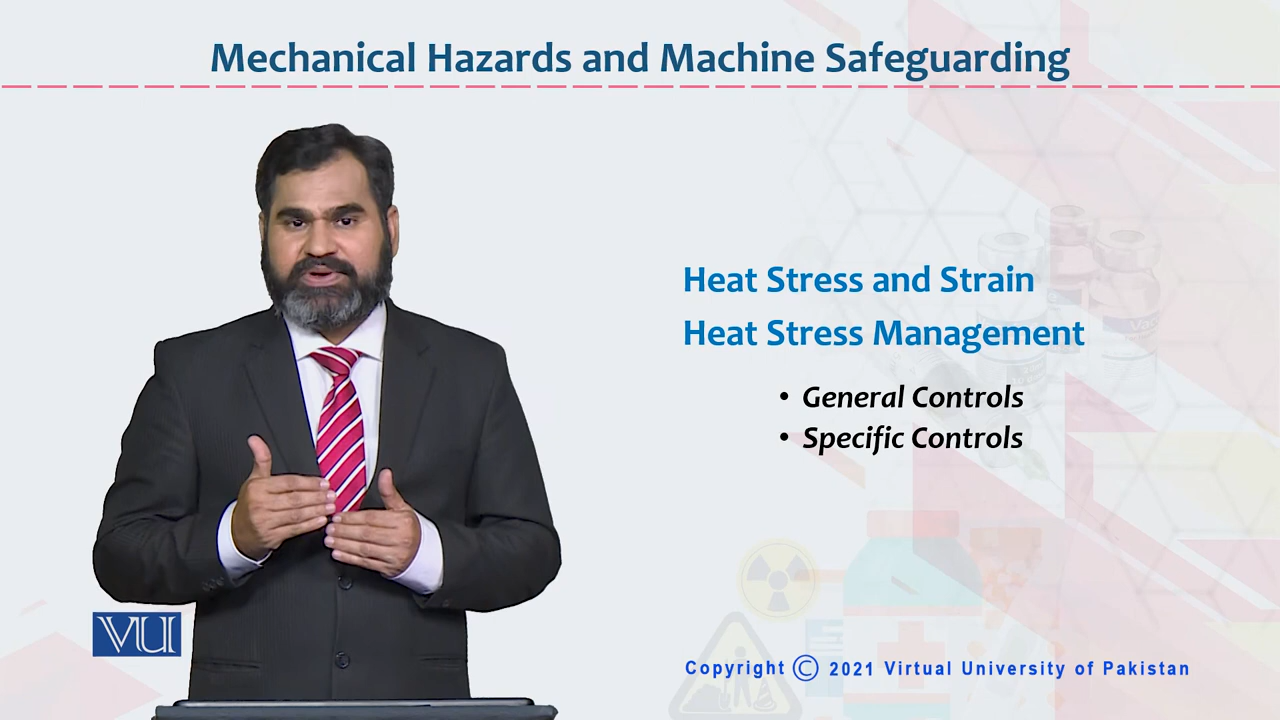 Mechanical Hazards and Machine Safeguarding
Heat Stress and Strain
Heat Stress Management
• General Controls
• Specific Controls
VU
Copyright © 2021 Virtual University of Pakistan